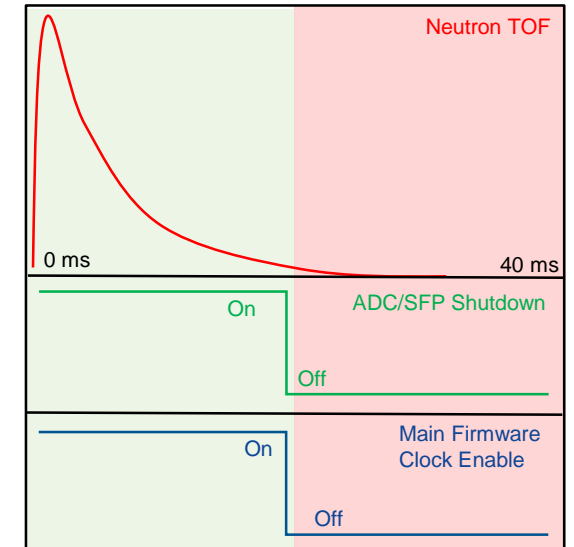 Neutron TOF
0 ms
40 ms
On
ADC/SFP Shutdown
Off
On
Main Firmware
Clock Enable
Off